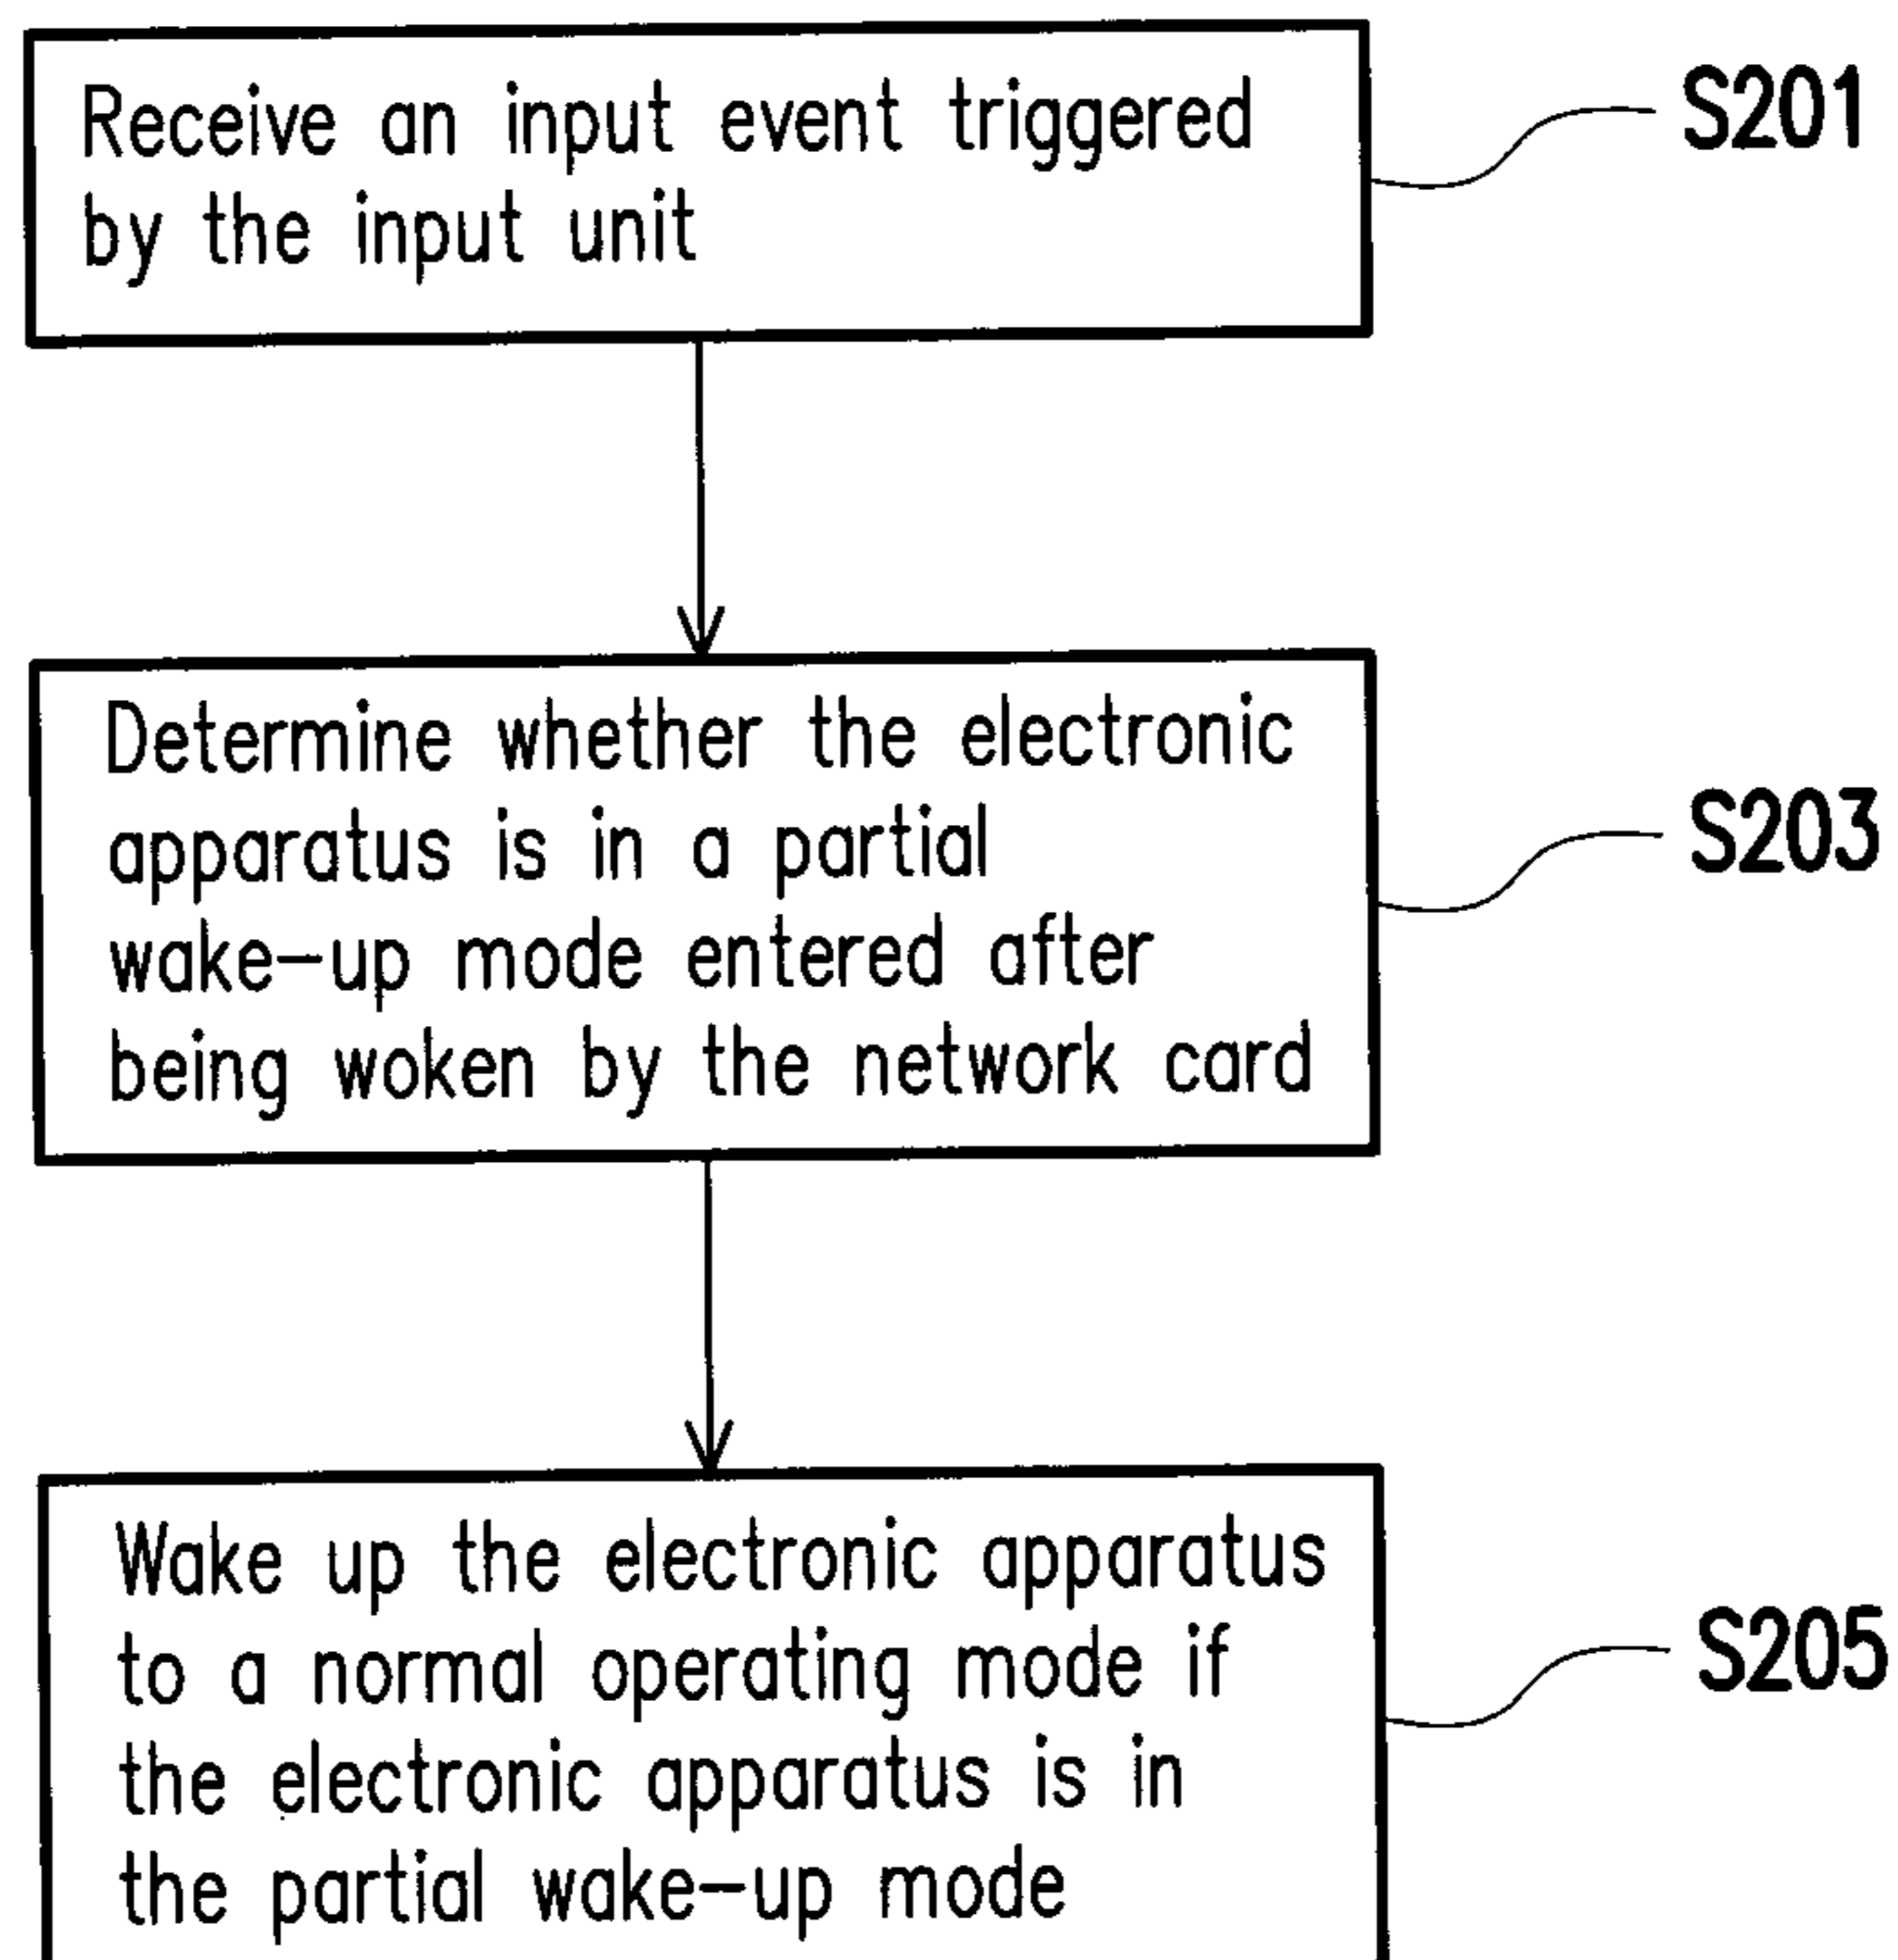 Receive an input event triggered
by the input unit
S201
Determine whether the electronic
apparatus is in a partial
wake-up mode entered after
being woken by the network card
S203
Wake up the electronic apparatus
to a normal operating mode if
the electronic apparatus is in
the partial wake-up mode
S205